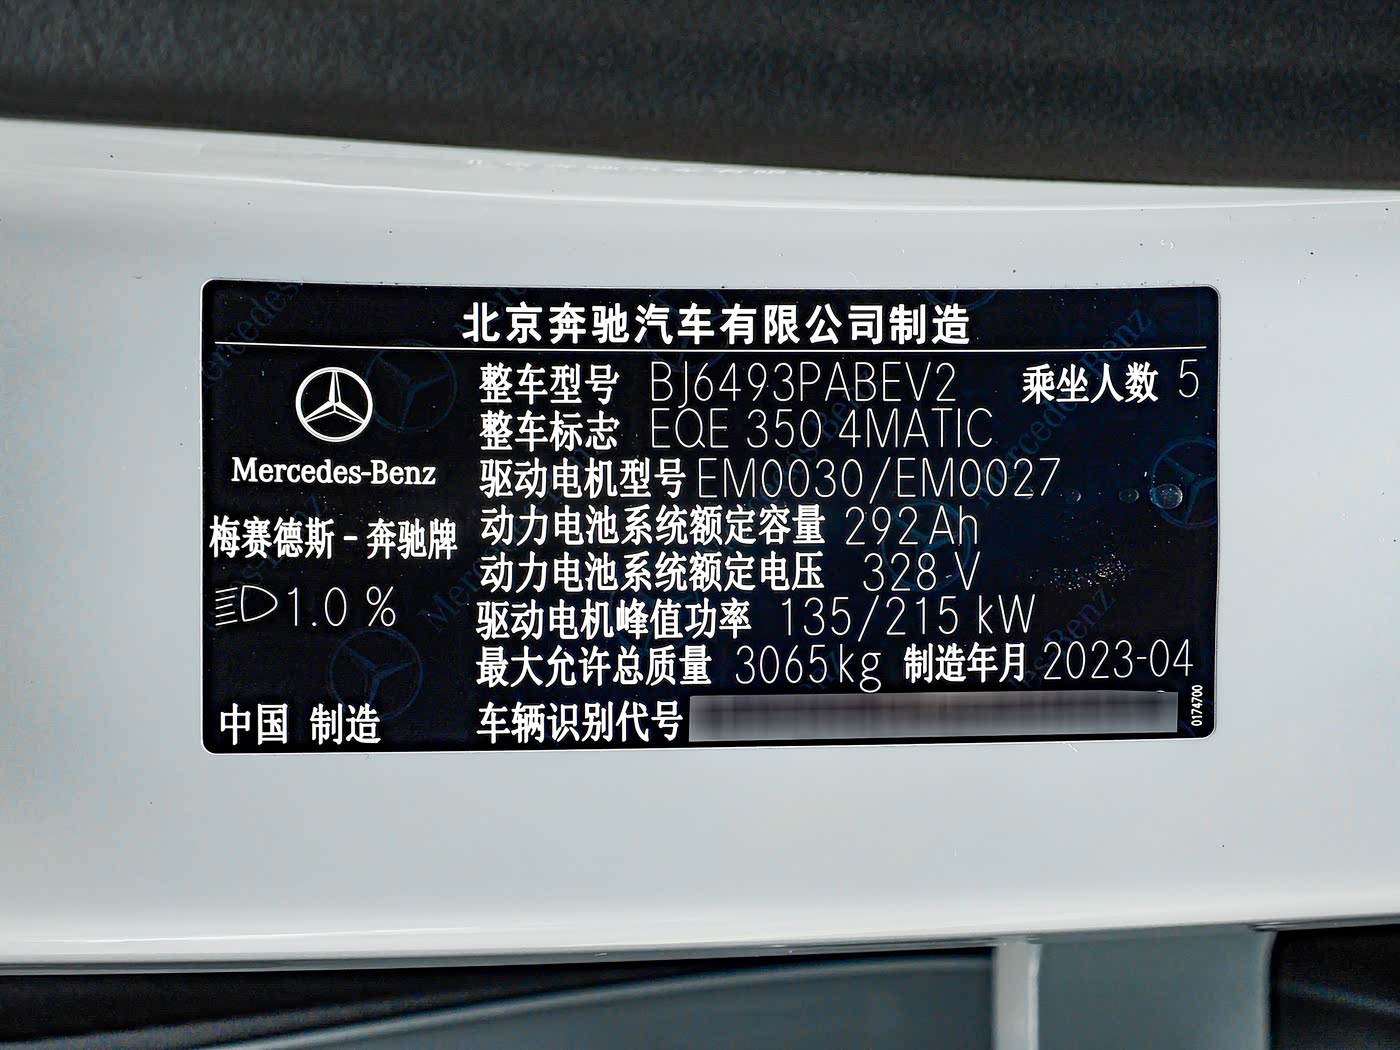 北京奔驰汽车有限公司制造
整车型号 BJ6493PABEV2 乘坐人数 5
整车标志 EQE 350 4MATIC
Mercedes-Benz
驱动电机型号 EM0030/EM0027
梅赛德斯-奔驰牌
动力电池系统额定容量 292Ah
动力电池系统额定电压 328 V
1.0 %
驱动电机峰值功率 135/215 kW
最大允许总质量 3065kg 制造年月 2023-04
中国 制造
车辆识别代号
0174700